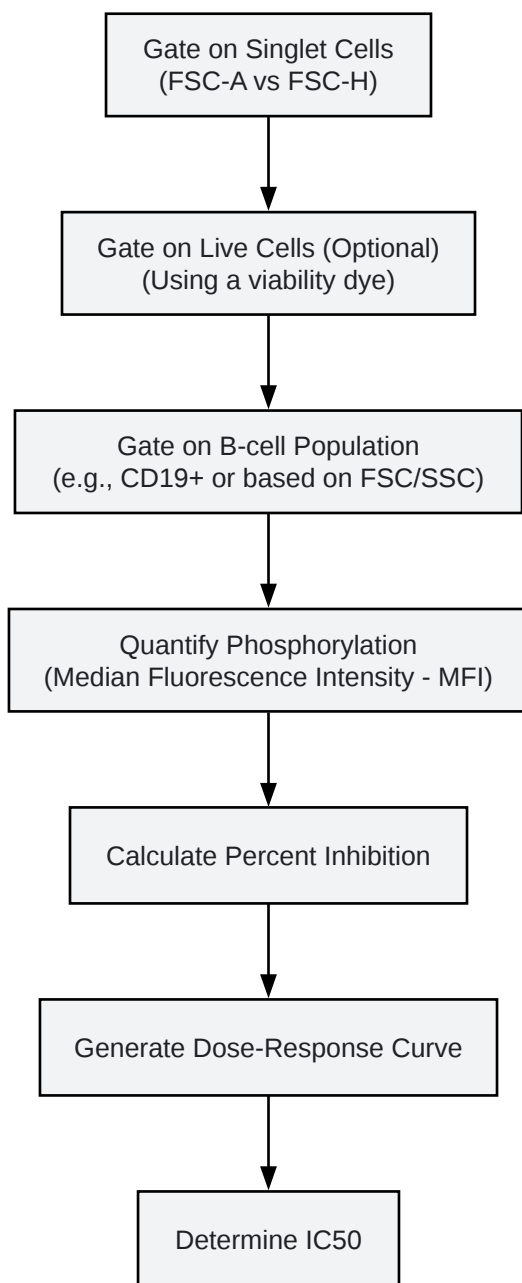 Gate on Singlet Cells
(FSC-A vs FSC-H)
Gate on Live Cells (Optional)
(Using a viability dye)
Gate on B-cell Population
(e.g., CD19+ or based on FSC/SSC)
Quantify Phosphorylation
(Median Fluorescence Intensity - MFI)
Calculate Percent Inhibition
Generate Dose-Response Curve
Determine IC50